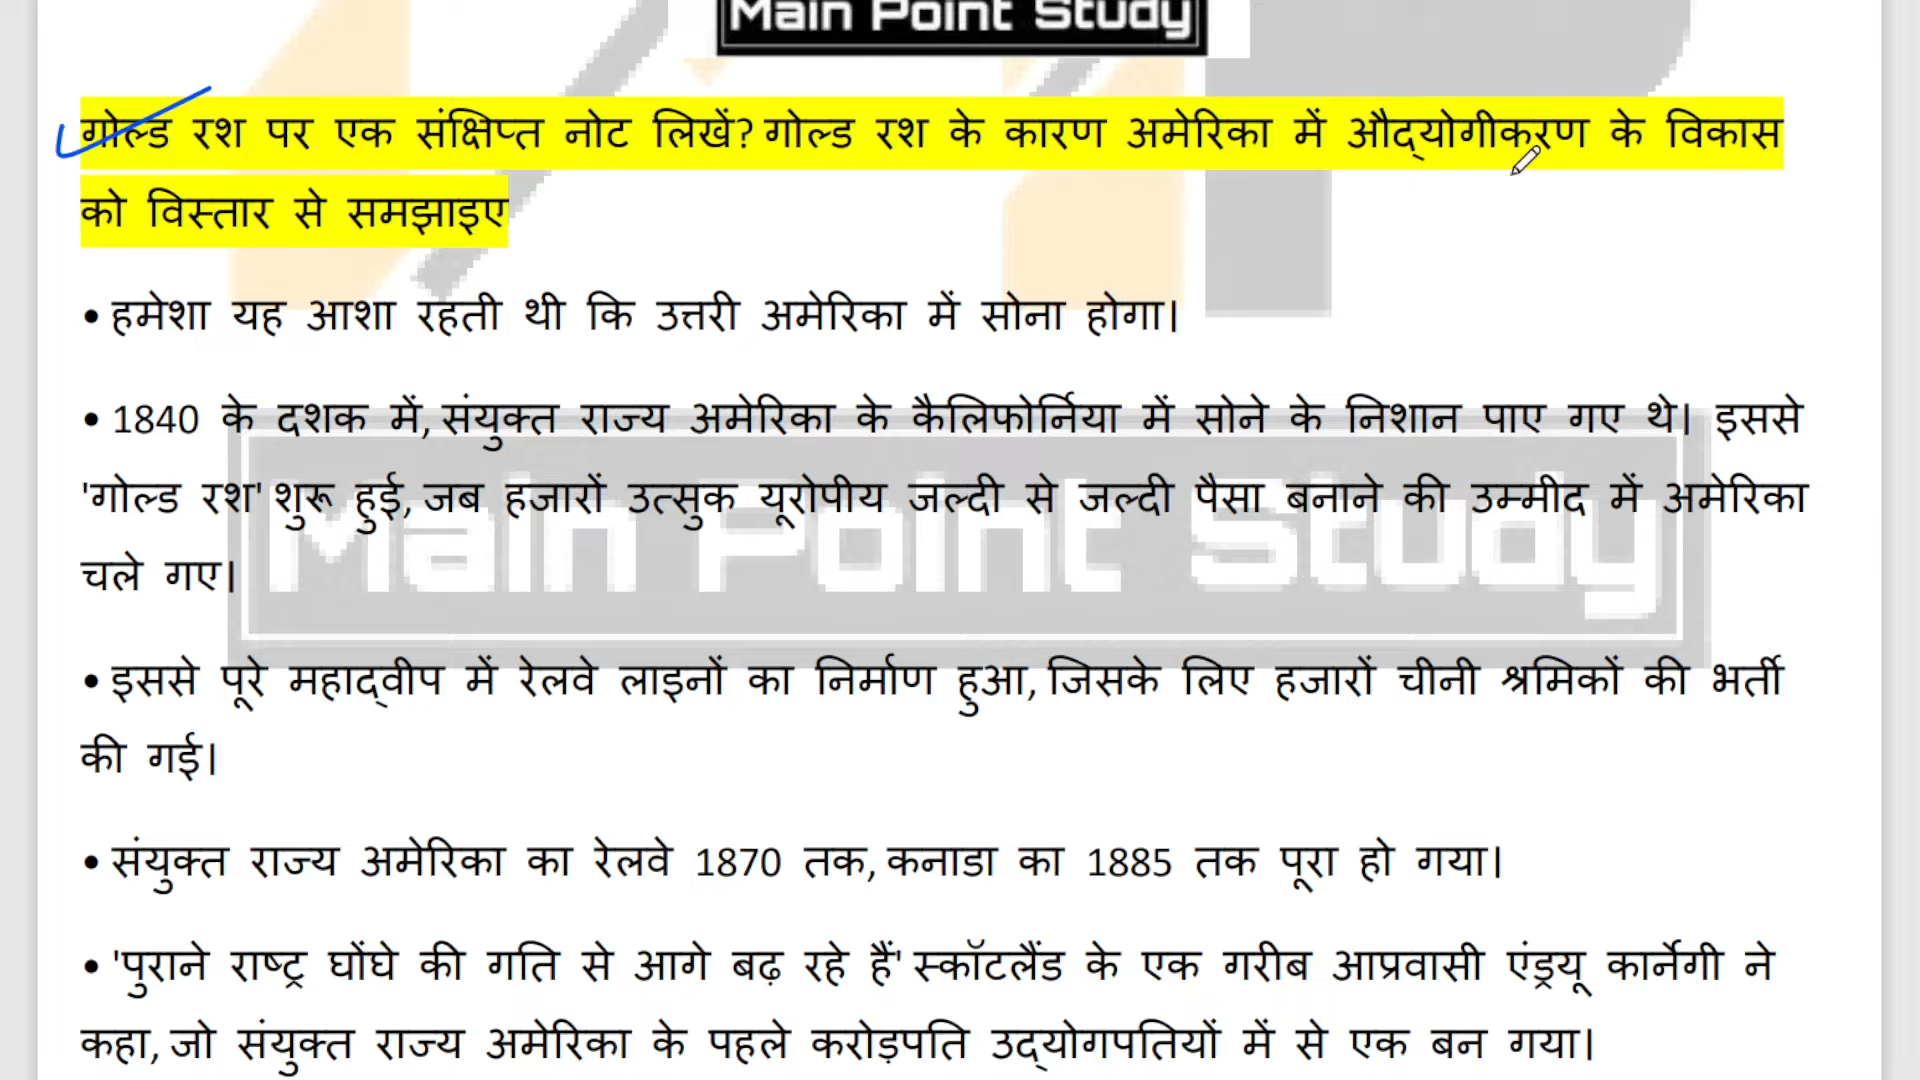 Main Point Study
गोल्ड रश पर एक संक्षिप्त नोट लिखें? गोल्ड रश के कारण अमेरिका में औद्योगीकरण के विकास
को विस्तार से समझाइए
• हमेशा यह आशा रहती थी कि उत्तरी अमेरिका में सोना होगा।
• 1840 के दशक में, संयुक्त राज्य अमेरिका के कैलिफोर्निया में सोने के निशान पाए गए थे। इससे
'गोल्ड रश' शुरू हुई, जब हजारों उत्सुक यूरोपीय जल्दी से जल्दी पैसा बनाने की उम्मीद में अमेरिका
Main Point Study
चले गए।
• इससे पूरे महाद्वीप में रेलवे लाइनों का निर्माण हुआ, जिसके लिए हजारों चीनी श्रमिकों की भर्ती
की गई।
• संयुक्त राज्य अमेरिका का रेलवे 1870 तक, कनाडा का 1885 तक पूरा हो गया।
• 'पुराने राष्ट्र घोंघे की गति से आगे बढ़ रहे हैं' स्कॉटलैंड के एक गरीब आप्रवासी एंड्रयू कार्नेगी ने
कहा, जो संयुक्त राज्य अमेरिका के पहले करोड़पति उद्योगपतियों में से एक बन गया।